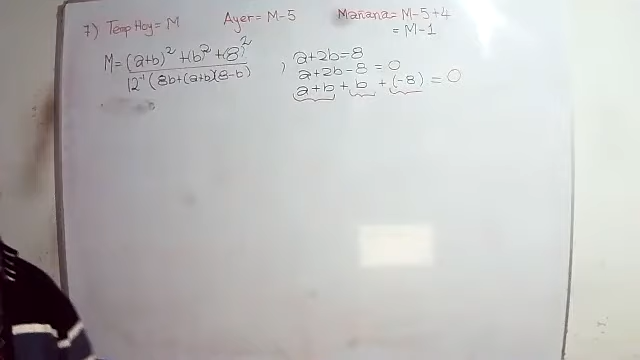 7) Temp Hoy = M Ayer = M-5 Mañana = M-5+4
= M-1
M = (a+b)² + (b)² + (8)² , a+2b=8
12⁻¹ (8b+(a+b)(8-b) a+2b-8 = 0
a+b + b + (-8) = 0